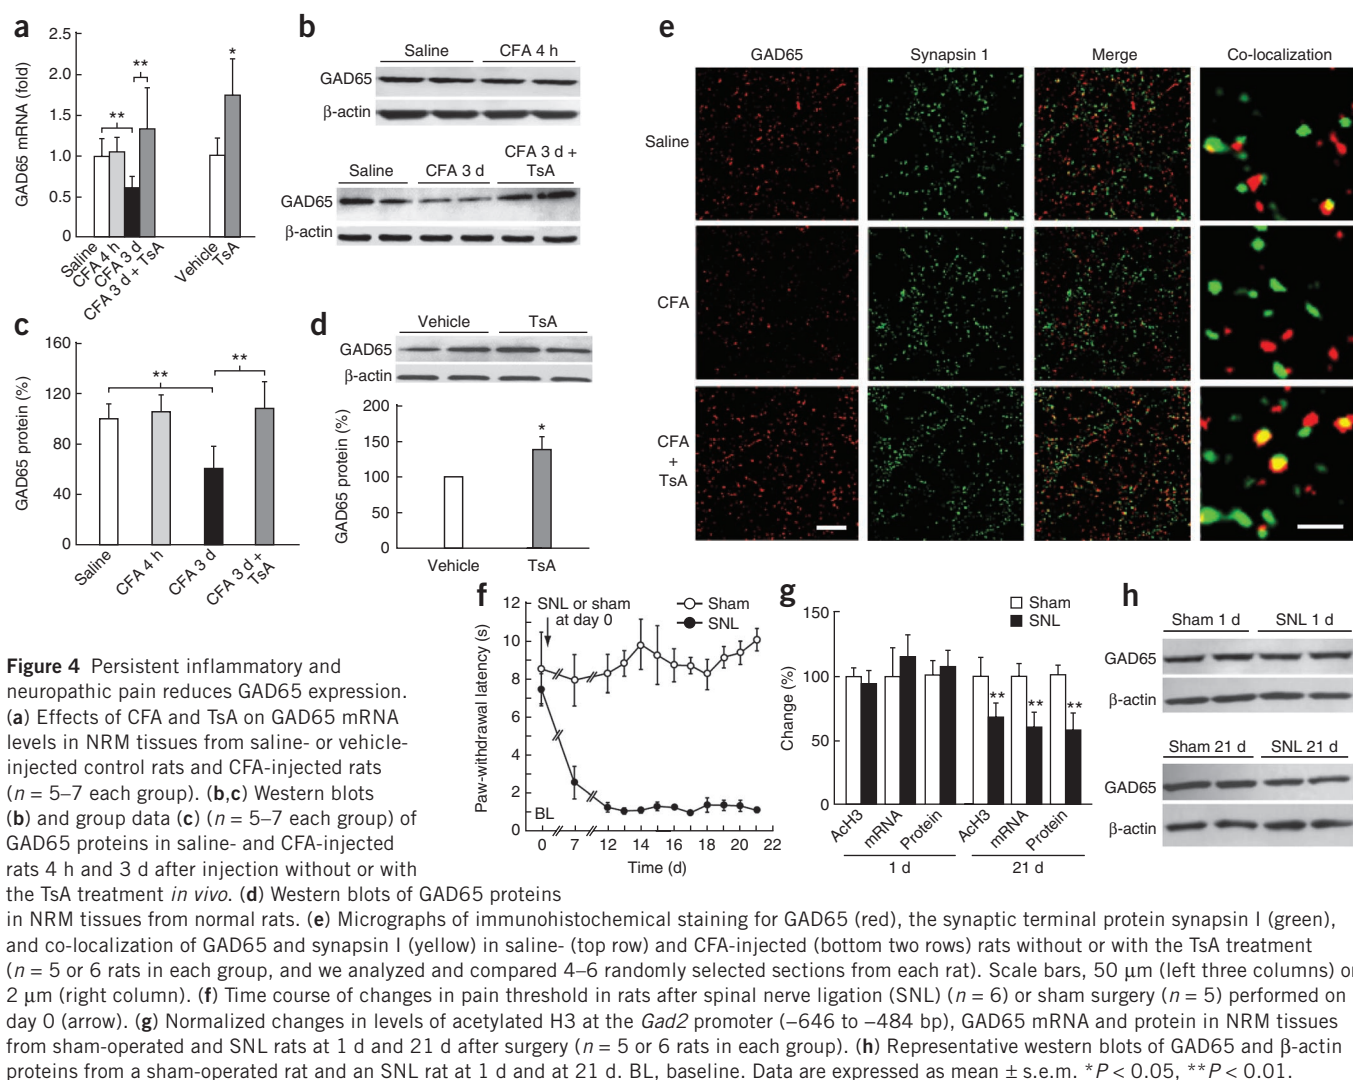 a
2.5
2.0
1.5
1.0
0.5
0
GAD65 mRNA (fold)
**
**
*
Saline
CFA 4 h
CFA 3 d
CFA 3 d + TsA
Vehicle
TsA
b
Saline
CFA 4 h
GAD65
β-actin
Saline
CFA 3 d
CFA 3 d +
TsA
GAD65
β-actin
c
160
120
80
40
0
GAD65 protein (%)
**
**
Saline
CFA 4 h
CFA 3 d
CFA 3 d +
TsA
d
Vehicle
TsA
GAD65
β-actin
200
150
100
50
0
GAD65 protein (%)
*
Vehicle
TsA
e
GAD65
Synapsin 1
Merge
Co-localization
Saline
CFA
CFA
+
TsA
f
12
10
8
6
4
2
0
Paw-withdrawal latency (s)
SNL or sham
at day 0
Sham
SNL
BL
0 7 12 14 16 18 20 22
Time (d)
g
150
100
50
0
Change (%)
Sham
SNL
**
**
**
AcH3
mRNA
Protein
AcH3
mRNA
Protein
1 d
21 d
h
Sham 1 d
SNL 1 d
GAD65
β-actin
Sham 21 d
SNL 21 d
GAD65
β-actin
Figure 4 Persistent inflammatory and
neuropathic pain reduces GAD65 expression.
(a) Effects of CFA and TsA on GAD65 mRNA
levels in NRM tissues from saline- or vehicle-
injected control rats and CFA-injected rats
(n = 5–7 each group). (b,c) Western blots
(b) and group data (c) (n = 5–7 each group) of
GAD65 proteins in saline- and CFA-injected
rats 4 h and 3 d after injection without or with
the TsA treatment in vivo. (d) Western blots of GAD65 proteins
in NRM tissues from normal rats. (e) Micrographs of immunohistochemical staining for GAD65 (red), the synaptic terminal protein synapsin I (green),
and co-localization of GAD65 and synapsin I (yellow) in saline- (top row) and CFA-injected (bottom two rows) rats without or with the TsA treatment
(n = 5 or 6 rats in each group, and we analyzed and compared 4–6 randomly selected sections from each rat). Scale bars, 50 μm (left three columns) or
2 μm (right column). (f) Time course of changes in pain threshold in rats after spinal nerve ligation (SNL) (n = 6) or sham surgery (n = 5) performed on
day 0 (arrow). (g) Normalized changes in levels of acetylated H3 at the Gad2 promoter (–646 to –484 bp), GAD65 mRNA and protein in NRM tissues
from sham-operated and SNL rats at 1 d and 21 d after surgery (n = 5 or 6 rats in each group). (h) Representative western blots of GAD65 and β-actin
proteins from a sham-operated rat and an SNL rat at 1 d and at 21 d. BL, baseline. Data are expressed as mean ± s.e.m. *P < 0.05, **P < 0.01.